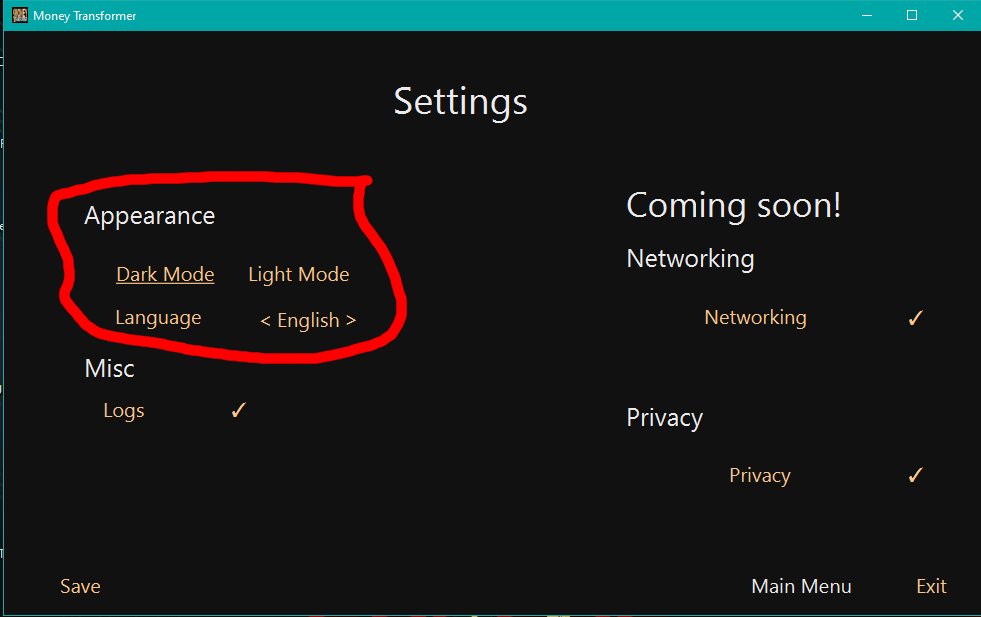 Money Transformer
Settings
Appearance
Dark Mode Light Mode
Language < English >
Misc
Logs ✓
Coming soon!
Networking
Networking ✓
Privacy
Privacy ✓
Save Main Menu Exit